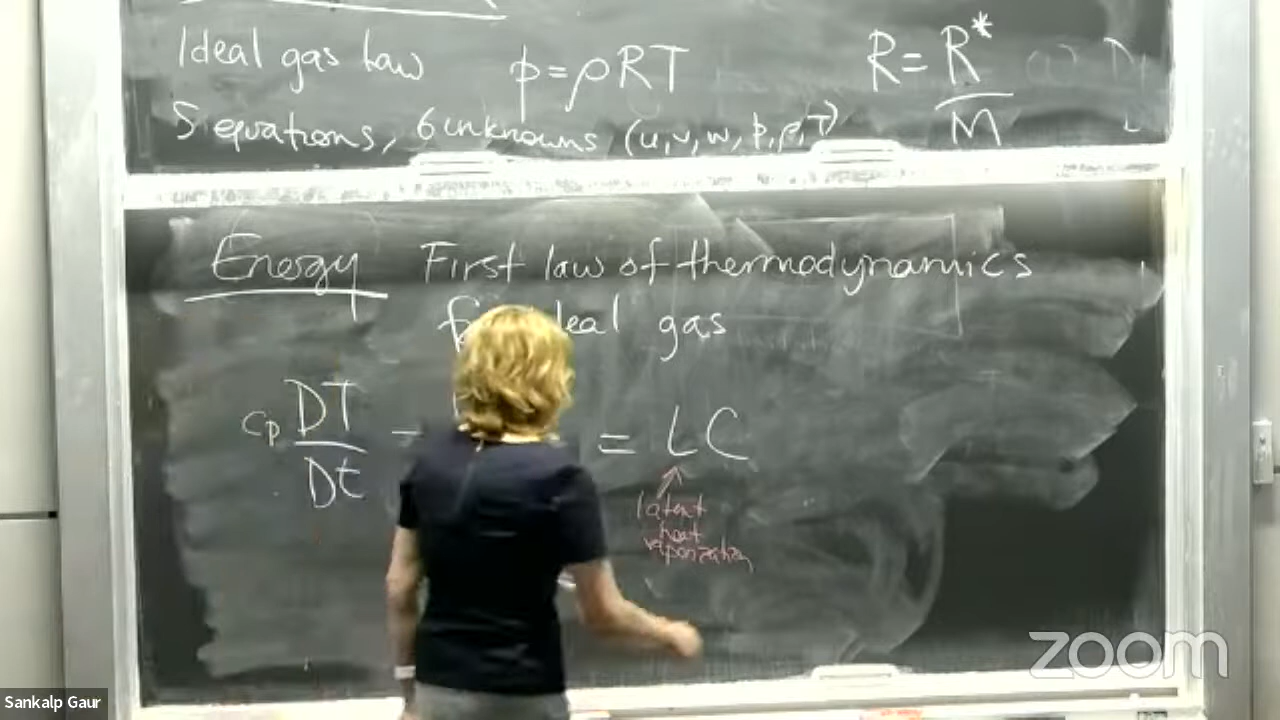 Ideal gas law p=ρRT R=R*/M
5 equations, 6 unknowns (u,v,w,p,ρ,T)
Energy First law of thermodynamics
ideal gas
cp DT/Dt - = LC
latent
heat
vaporization
zoom
Sankalp Gaur